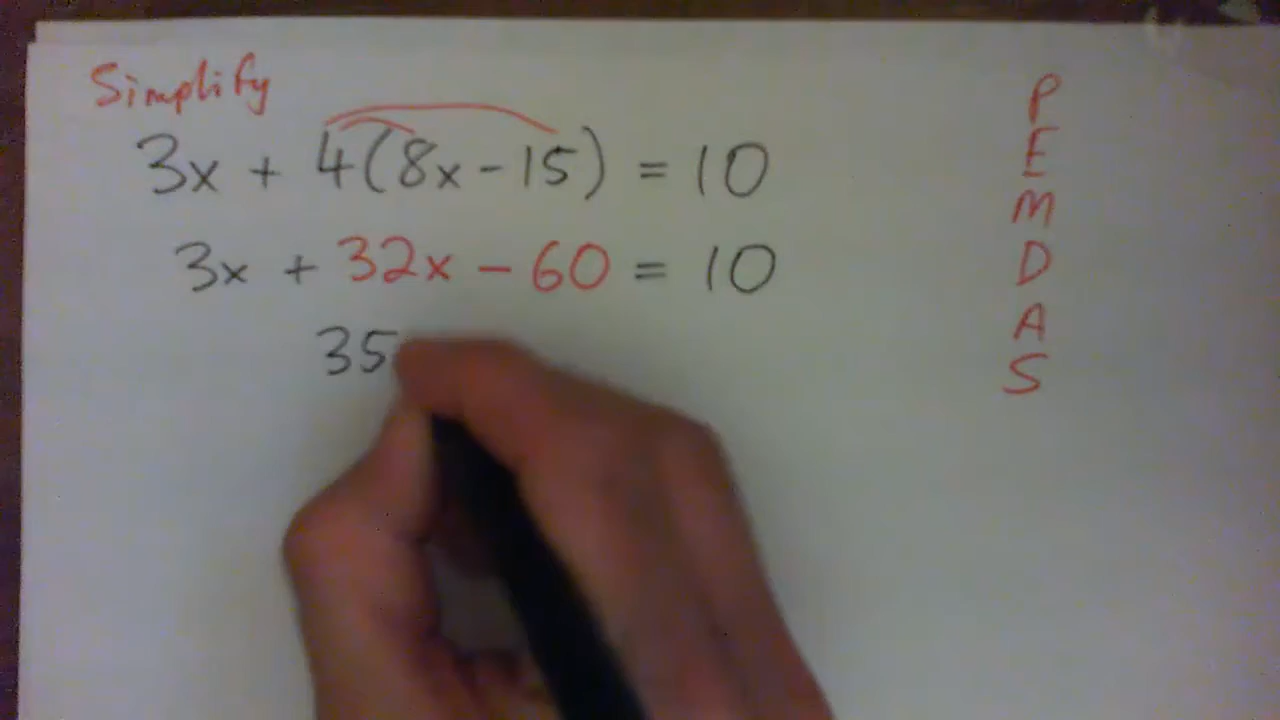 Simplify
3x + 4(8x - 15) = 10
3x + 32x - 60 = 10
35
P
E
M
D
A
S